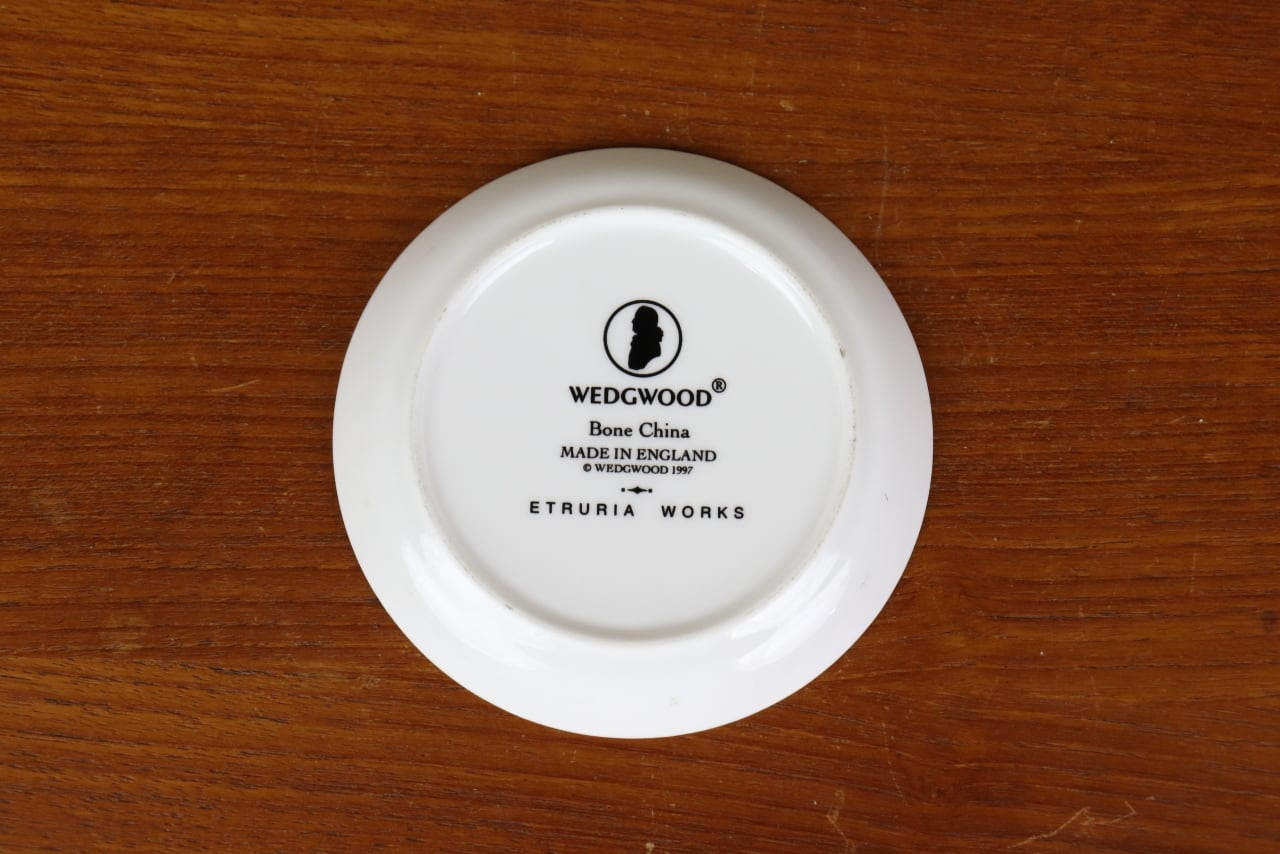 WEDGWOOD®
Bone China
MADE IN ENGLAND
© WEDGWOOD 1997
ETRURIA WORKS